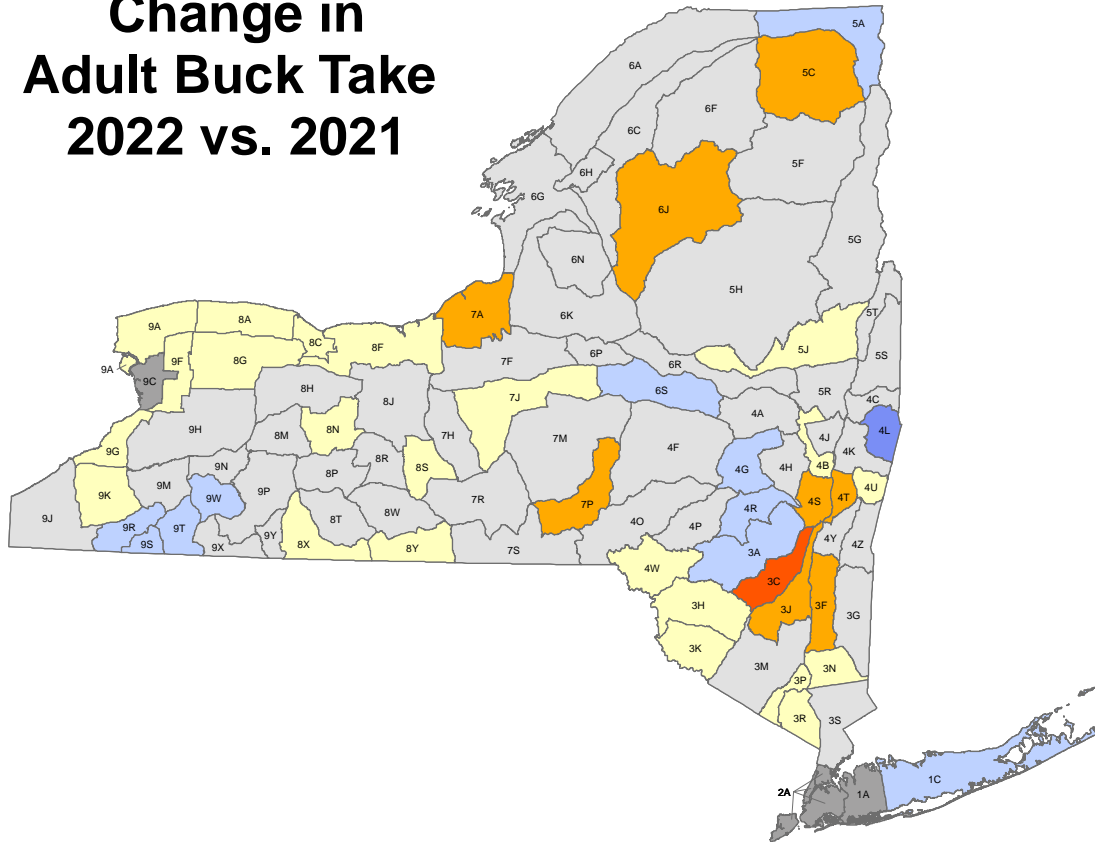 Change in
Adult Buck Take
2022 vs. 2021
5A
6A
5C
6F
6C
5F
6H
6G
6J
5G
6N
5H
7A
6K
5T
9A
8A
8C
8F
5J
7F
6P
6R
5S
9A
9F
8G
9C
6S
5R
4C
8H
7J
8J
4A
4L
9H
8M
8N
7H
7M
4F
4J
4K
9G
8R
8S
4G
4H
4B
9N
8P
9K
9M
9P
9W
7R
7P
4S
4T
4U
4R
9J
9R
9T
8T
8W
4O
4P
9S
9X
9Y
8X
8Y
7S
3A
4Y
4Z
4W
3C
3H
3J
3F
3G
3K
3M
3N
3P
3R
3S
1C
2A
1A